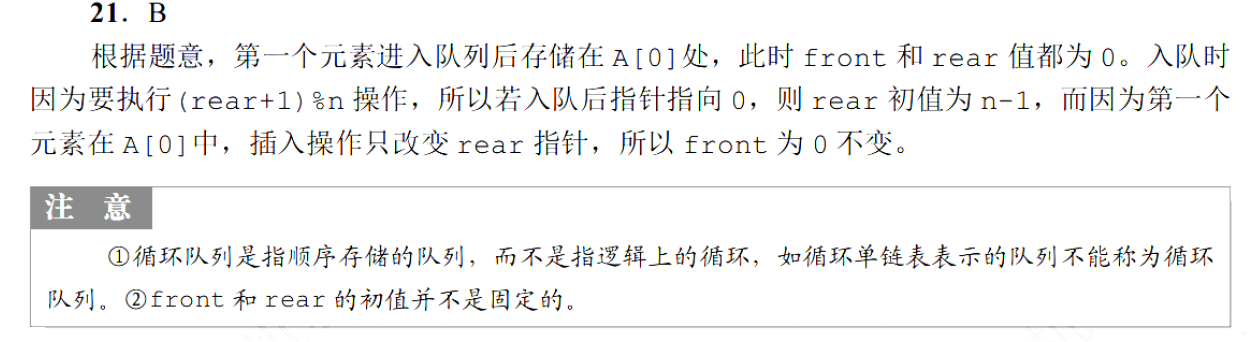 21. B
根据题意，第一个元素进入队列后存储在 A[0]处，此时 front 和 rear 值都为 0。入队时
因为要执行(rear+1)%n 操作，所以若入队后指针指向 0，则 rear 初值为 n-1，而因为第一个
元素在 A[0]中，插入操作只改变 rear 指针，所以 front 为 0 不变。
注 意
①循环队列是指顺序存储的队列，而不是指逻辑上的循环，如循环单链表表示的队列不能称为循环
队列。②front 和 rear 的初值并不是固定的。